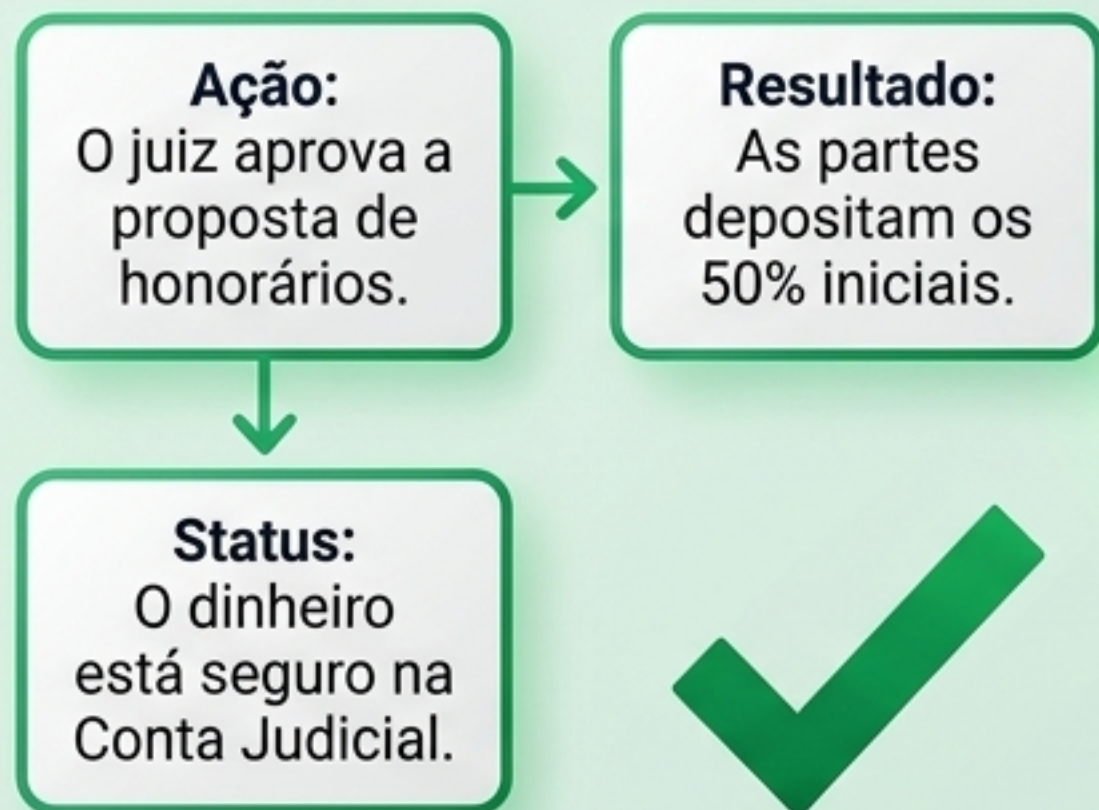 Ação:
O juiz aprova a
proposta de
honorários.
Resultado:
As partes
depositam os
50% iniciais.
Status:
O dinheiro
está seguro na
Conta Judicial.